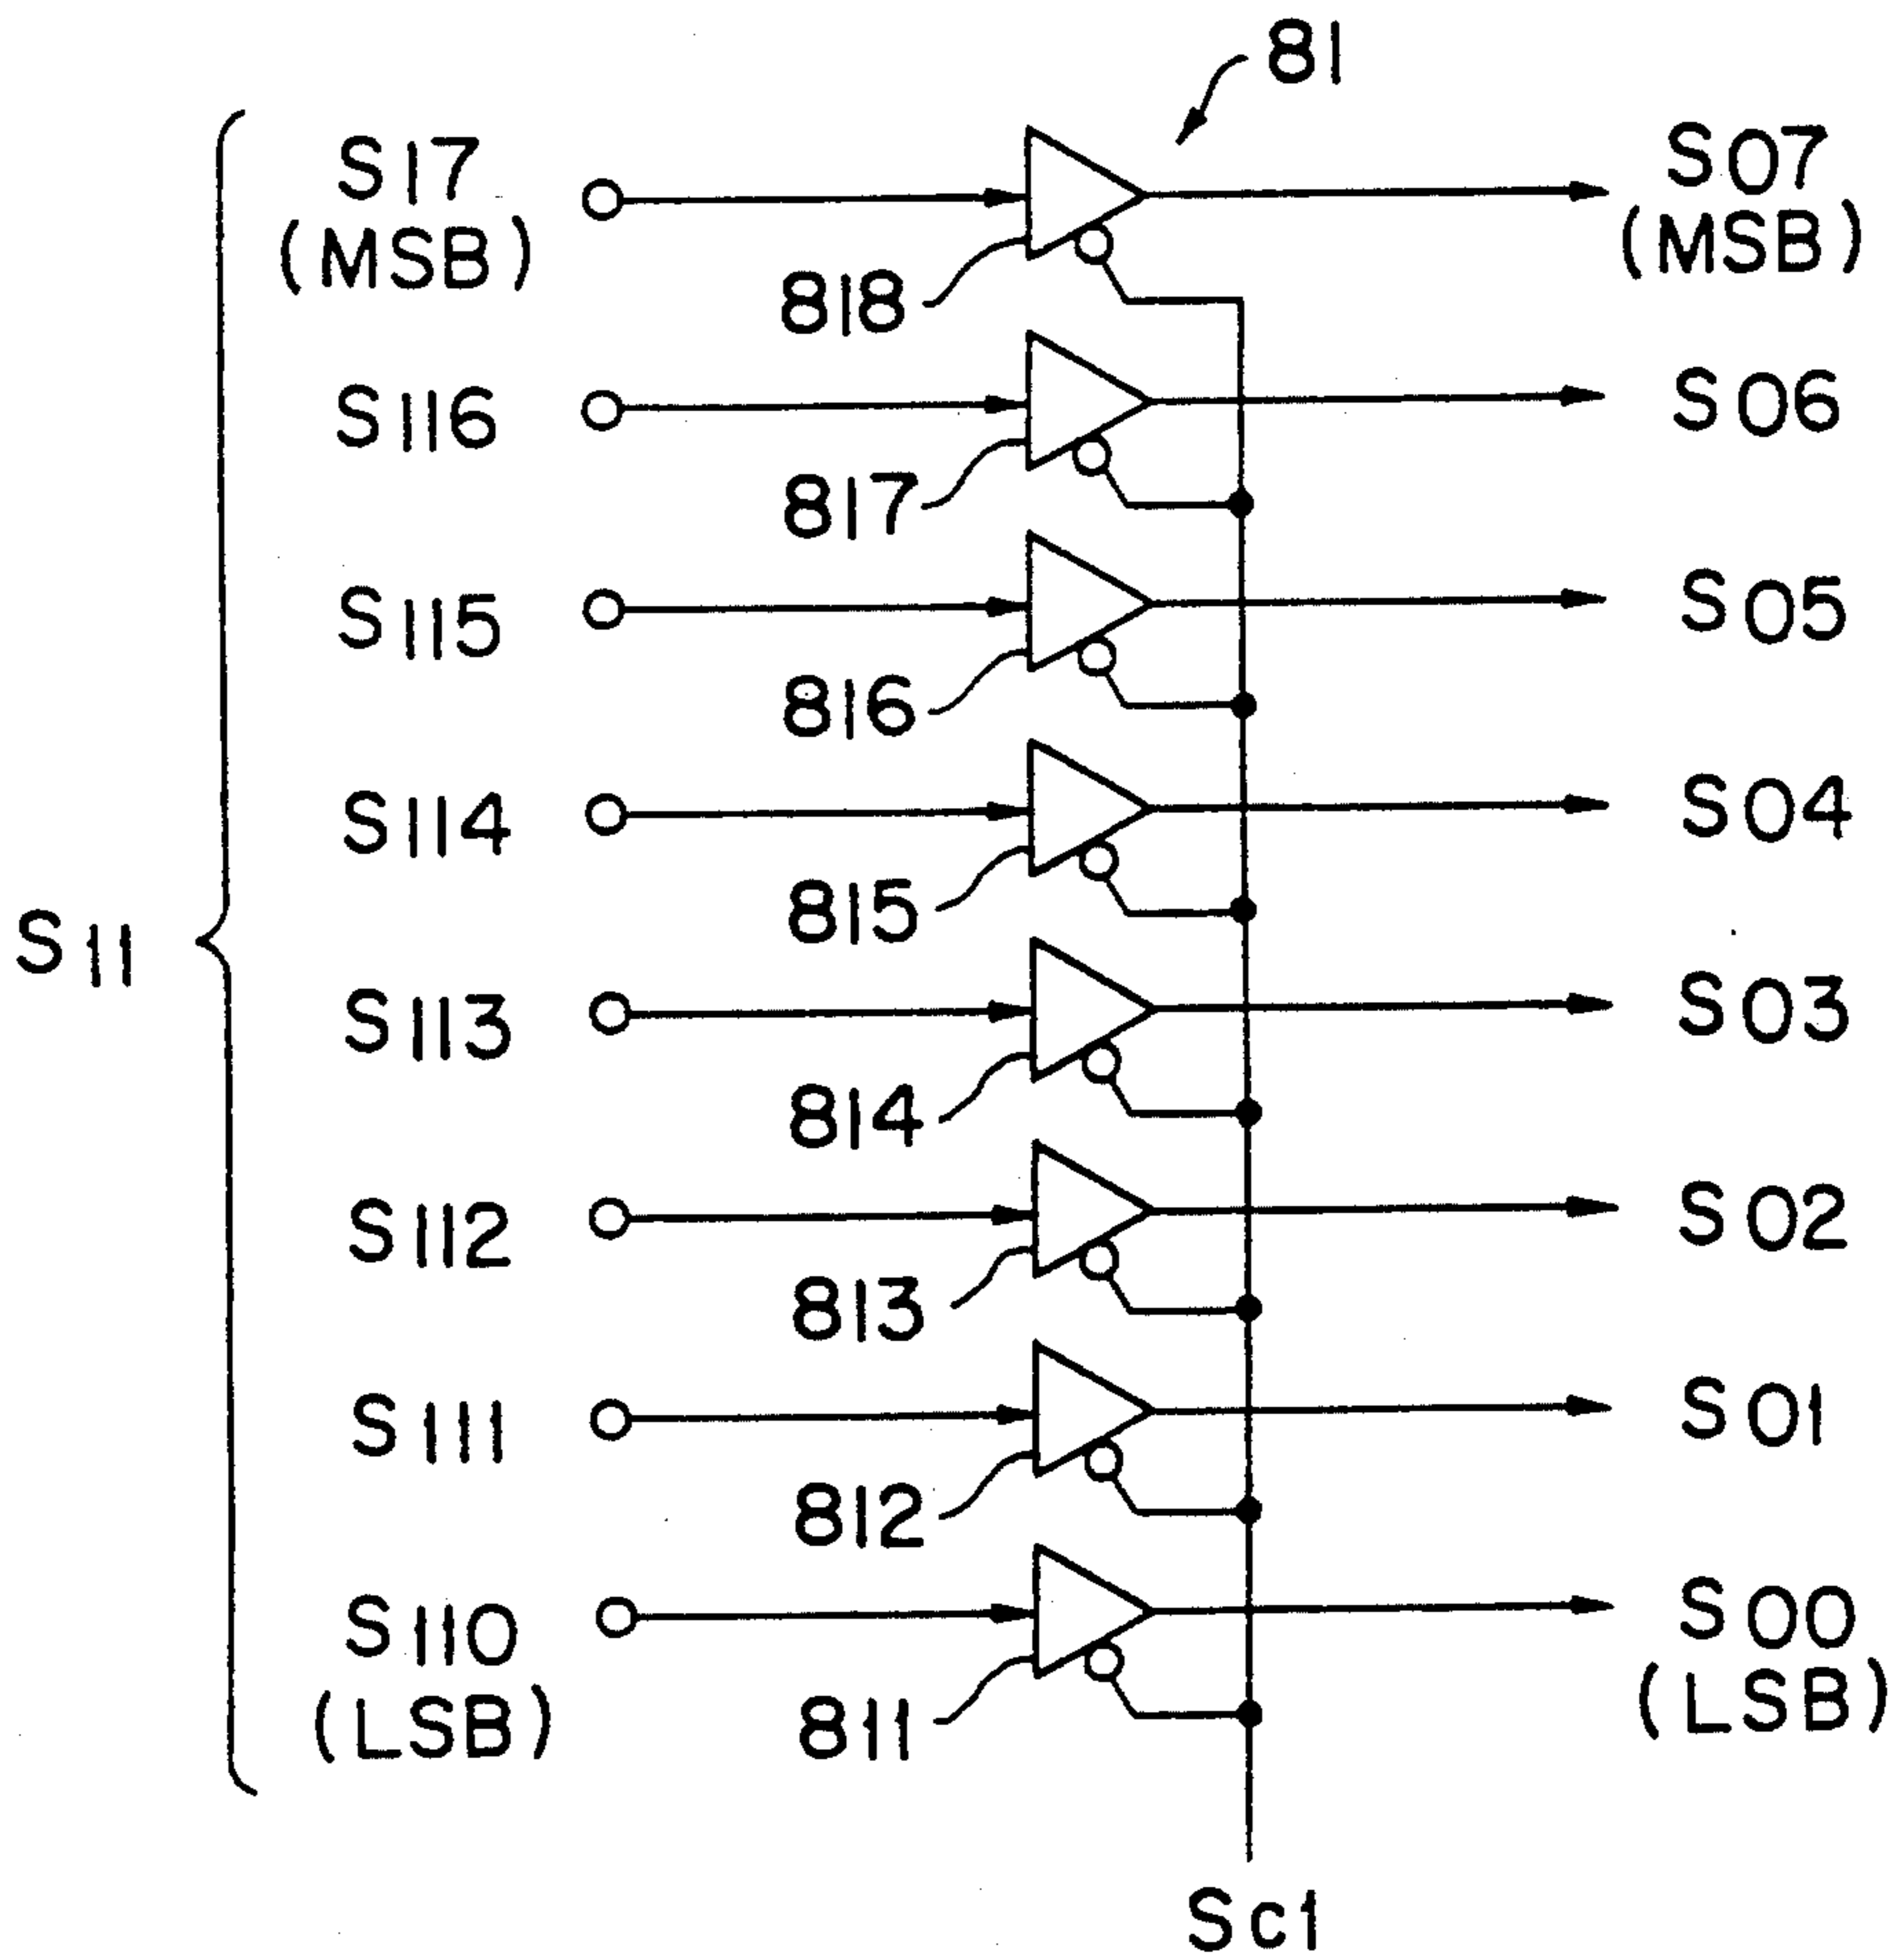 81
S17
(MSB)
S07
(MSB)
818
S116
S06
817
S115
S05
816
S114
S04
815
S11
S113
S03
814
S112
S02
813
S111
S01
812
S110
(LSB)
S00
(LSB)
811
Sc1